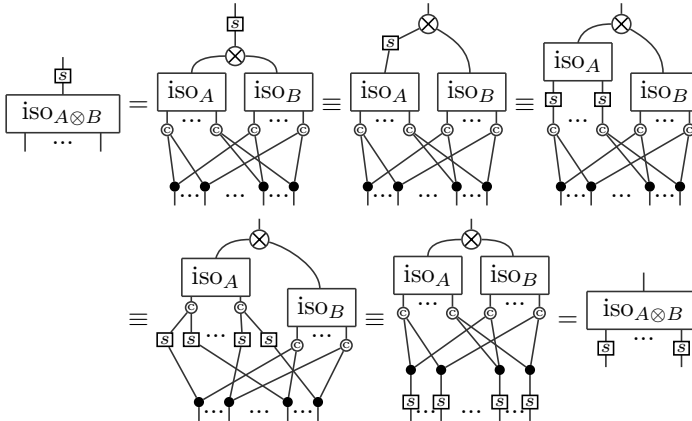 s
iso_{A⊗B}
...
=
s
⊗
iso_A iso_B
... ...
c c c c
... ... ...
≡
⊗
s
iso_A iso_B
... ...
c c c c
... ... ...
≡
⊗
iso_A
s s iso_B
... ...
c c c c
... ... ...
≡
⊗
iso_A
... iso_B
c c
s s ... s s ...
c c
... ... ...
≡
⊗
iso_A iso_B
... ...
c c c c
s s s s
... ... ...
=
iso_{A⊗B}
s ... s